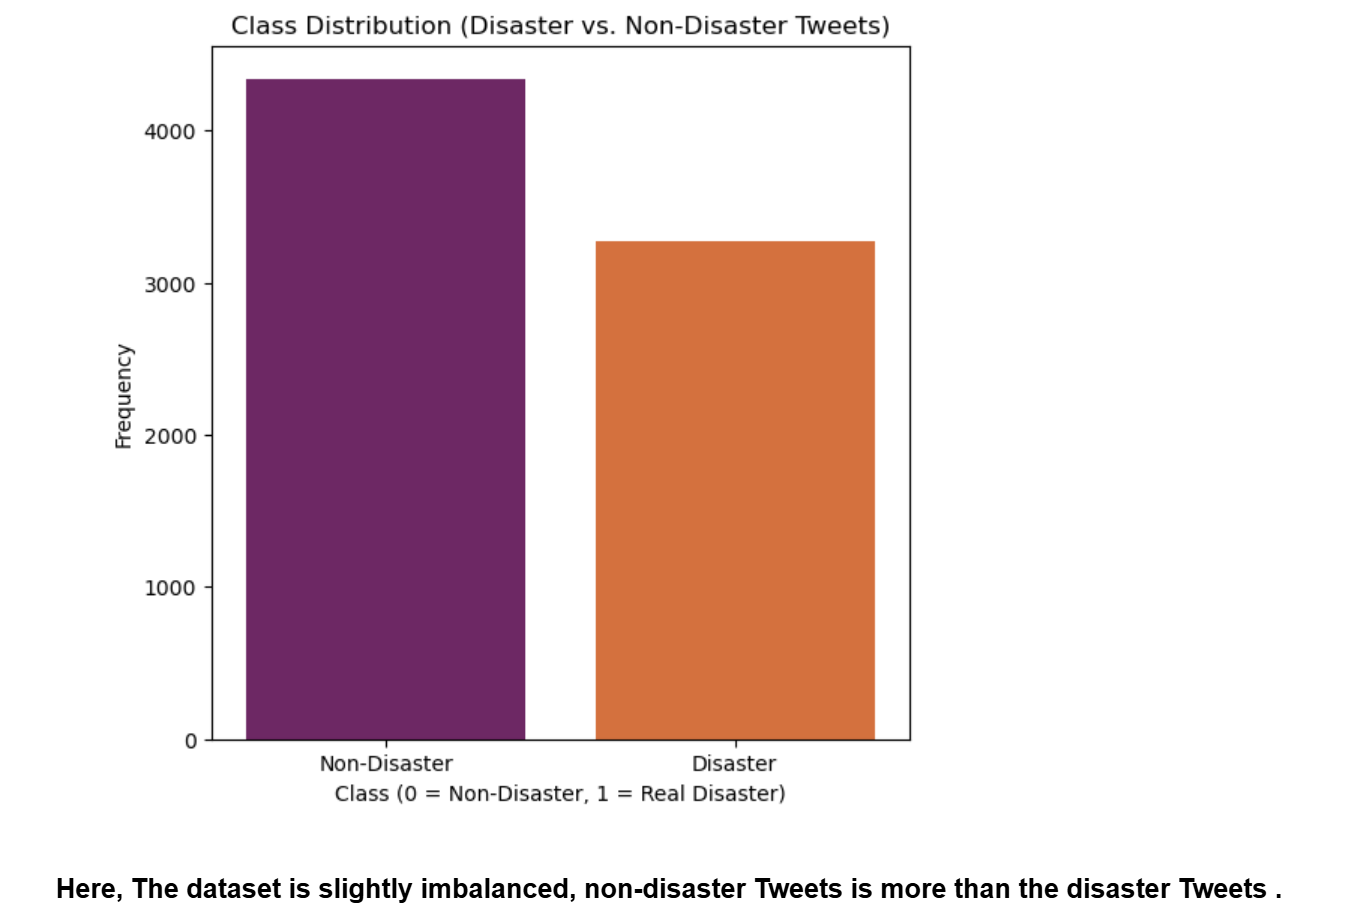 Class Distribution (Disaster vs. Non-Disaster Tweets)
4000
3000
2000
1000
0
Frequency
Non-Disaster
Disaster
Class (0 = Non-Disaster, 1 = Real Disaster)
Here, The dataset is slightly imbalanced, non-disaster Tweets is more than the disaster Tweets .